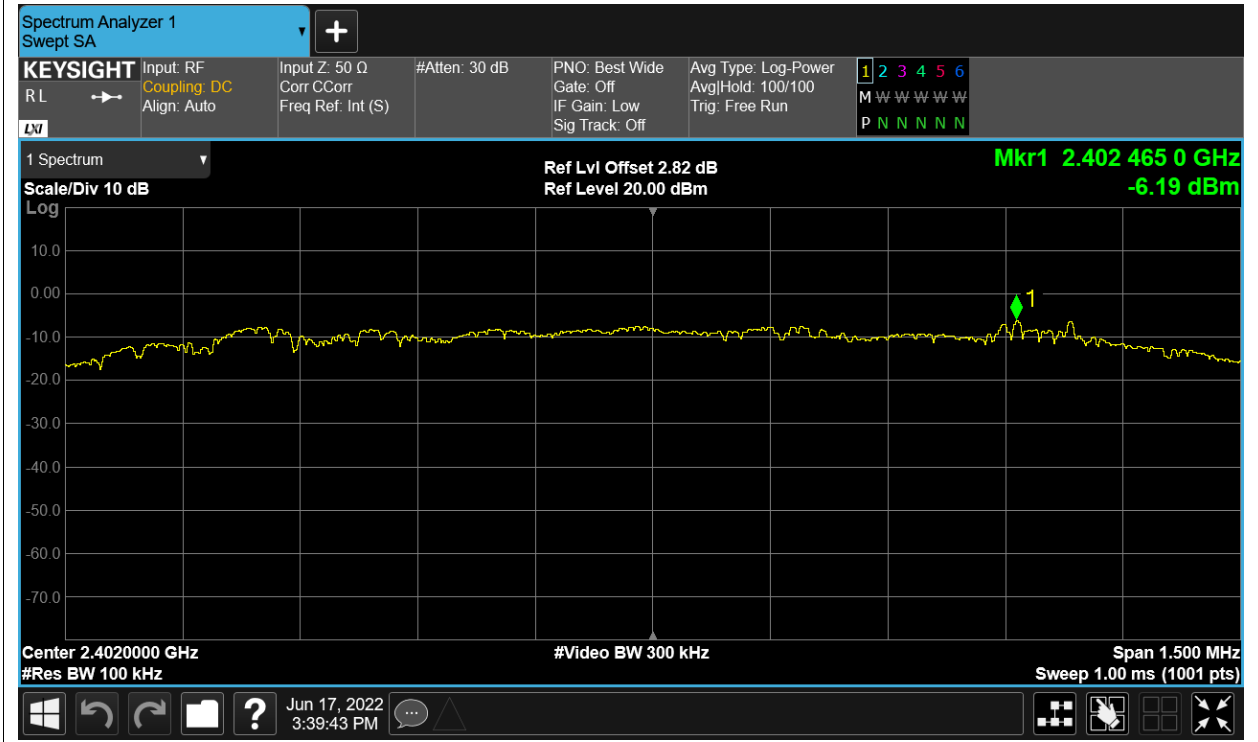 Spectrum Analyzer 1
Swept SA
KEYSIGHT
RL
LXI
Input: RF
Coupling: DC
Align: Auto
Input Z: 50 Ω
Corr CCorr
Freq Ref: Int (S)
#Atten: 30 dB
PNO: Best Wide
Gate: Off
IF Gain: Low
Sig Track: Off
Avg Type: Log-Power
Avg|Hold: 100/100
Trig: Free Run
1 2 3 4 5 6
M W W W W W
P N N N N N
1 Spectrum
Scale/Div 10 dB
Log
Ref Lvl Offset 2.82 dB
Ref Level 20.00 dBm
Mkr1 2.402 465 0 GHz
-6.19 dBm
10.0
0.00
-10.0
-20.0
-30.0
-40.0
-50.0
-60.0
-70.0
1
Center 2.4020000 GHz
#Res BW 100 kHz
#Video BW 300 kHz
Span 1.500 MHz
Sweep 1.00 ms (1001 pts)
?
Jun 17, 2022
3:39:43 PM